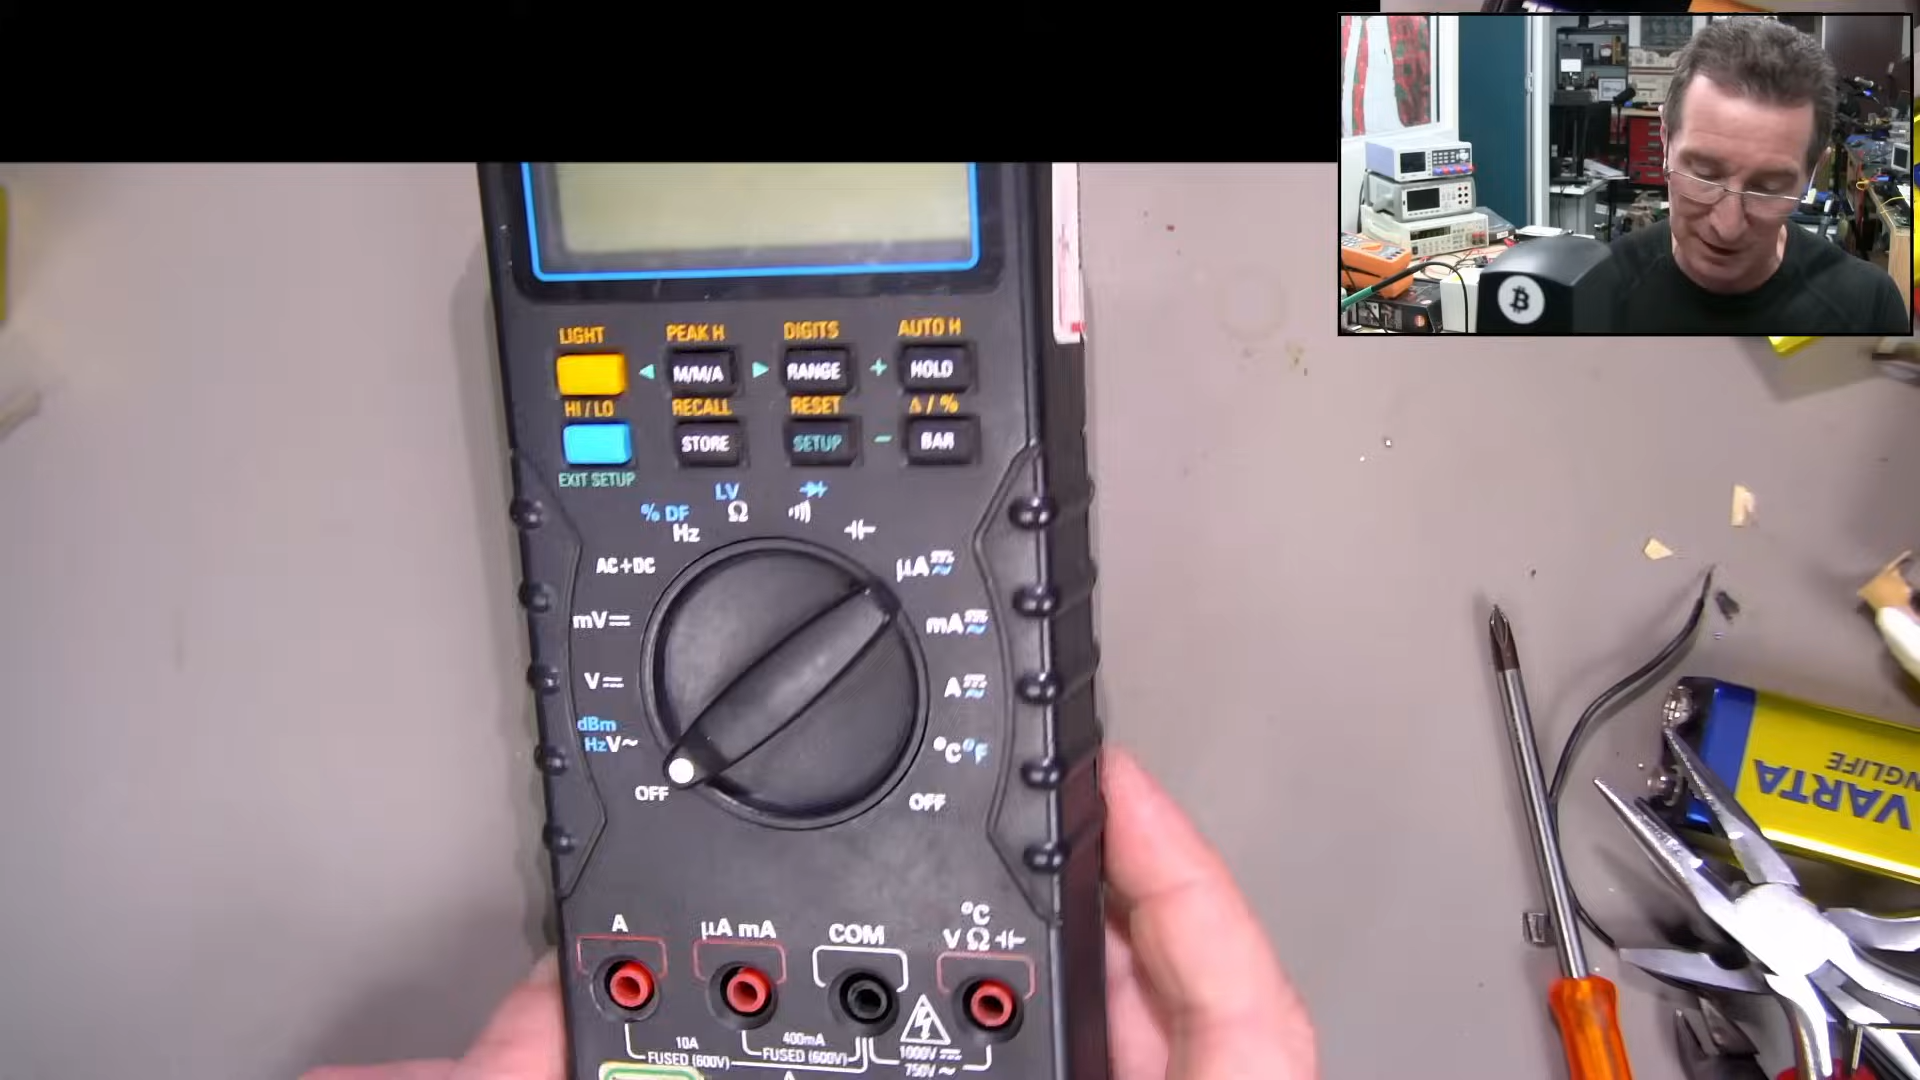 LIGHT
PEAK H
DIGITS
AUTO H
M/M/A
RANGE
+
HOLD
HI / LO
RECALL
RESET
Δ / %
STORE
SETUP
−
BAR
EXIT SETUP
% DF
Hz
LV
Ω
AC+DC
µA
mV
mA
V
A
dBm
HzV~
°C°F
OFF
OFF
A
µA mA
COM
°C
V Ω
10A
FUSED (600V)
400mA
FUSED (600V)
1000V
750V ~
VARTA